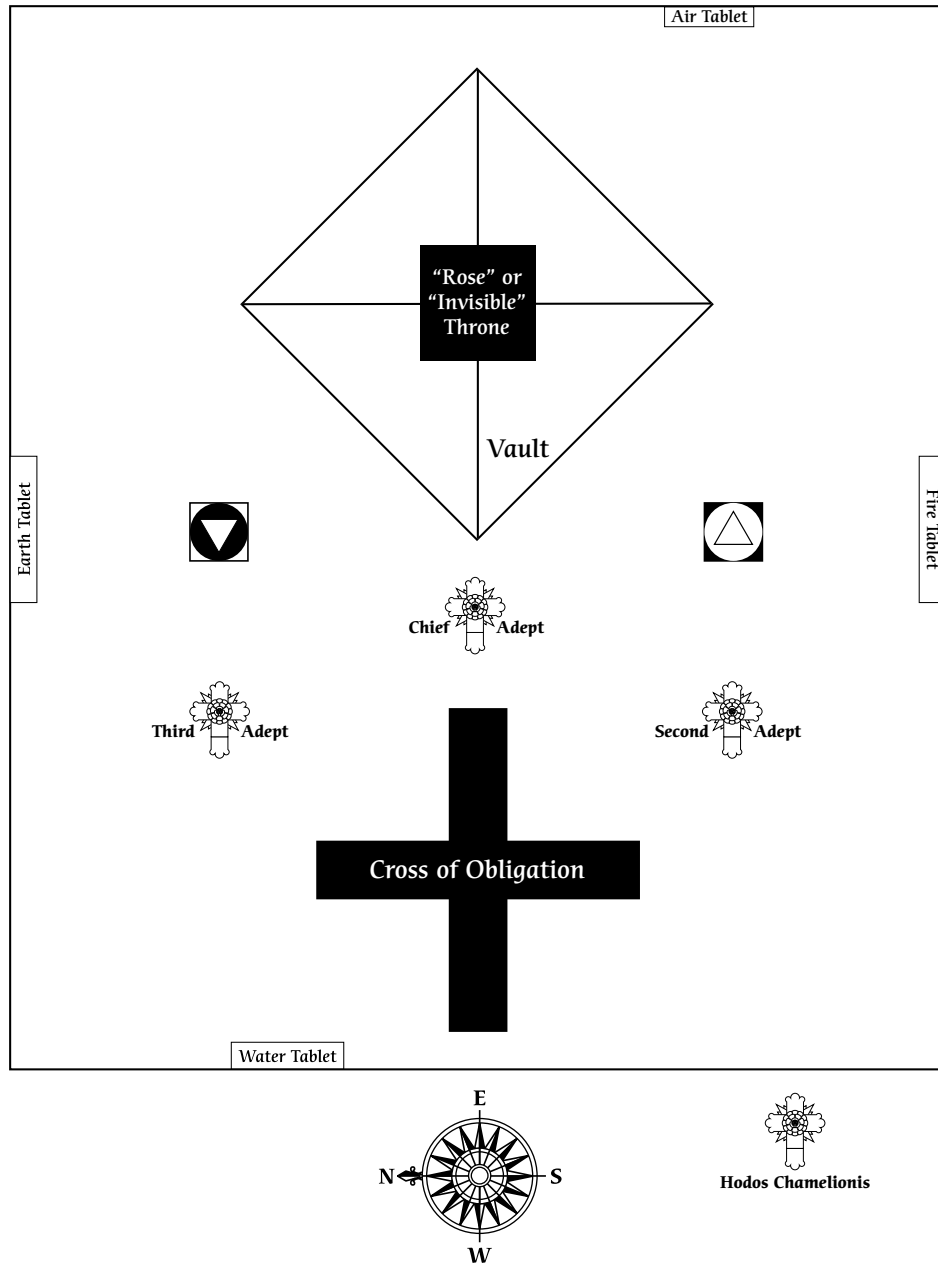 Air Tablet
“Rose” or
“Invisible”
Throne
Vault
Earth Tablet
Fire Tablet
Chief Adept
Third Adept
Second Adept
Cross of Obligation
Water Tablet
E
N
S
W
Hodos Chamelionis